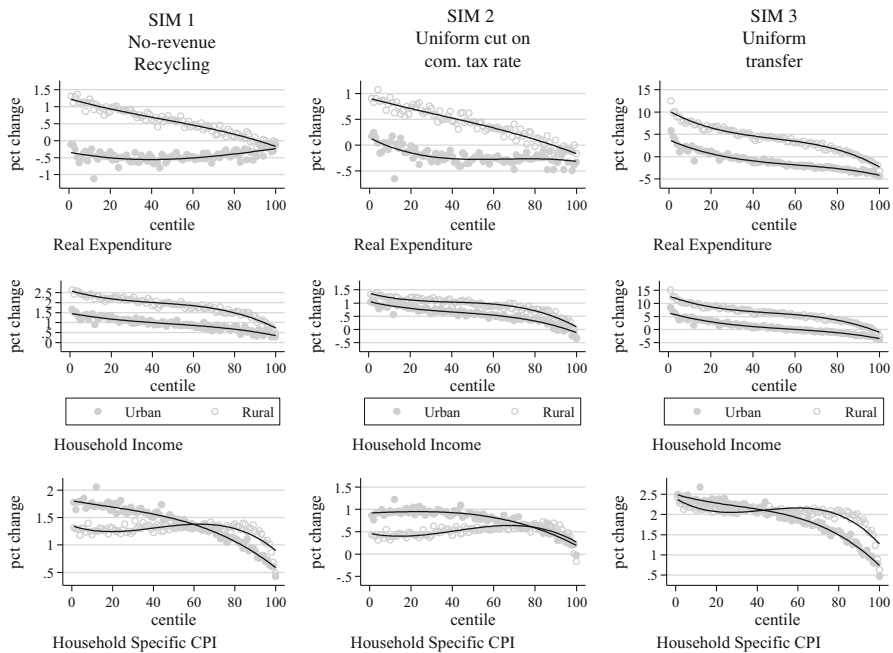 SIM 1
No-revenue
Recycling
SIM 2
Uniform cut on
com. tax rate
SIM 3
Uniform
transfer
pct change
1.5
1
.5
0
-.5
-1
0 20 40 60 80 100
centile
Real Expenditure
pct change
1
.5
0
-.5
0 20 40 60 80 100
centile
Real Expenditure
pct change
15
10
5
0
-5
0 20 40 60 80 100
centile
Real Expenditure
pct change
2.5
2
1.5
1
.5
0
0 20 40 60 80 100
centile
Urban Rural
Household Income
pct change
1.5
1
.5
0
-.5
0 20 40 60 80 100
centile
Urban Rural
Household Income
pct change
15
10
5
0
-5
0 20 40 60 80 100
centile
Urban Rural
Household Income
pct change
2
1.5
1
.5
0 20 40 60 80 100
centile
Household Specific CPI
pct change
1.5
1
.5
0
-.5
0 20 40 60 80 100
centile
Household Specific CPI
pct change
2.5
2
1.5
1
.5
0 20 40 60 80 100
centile
Household Specific CPI